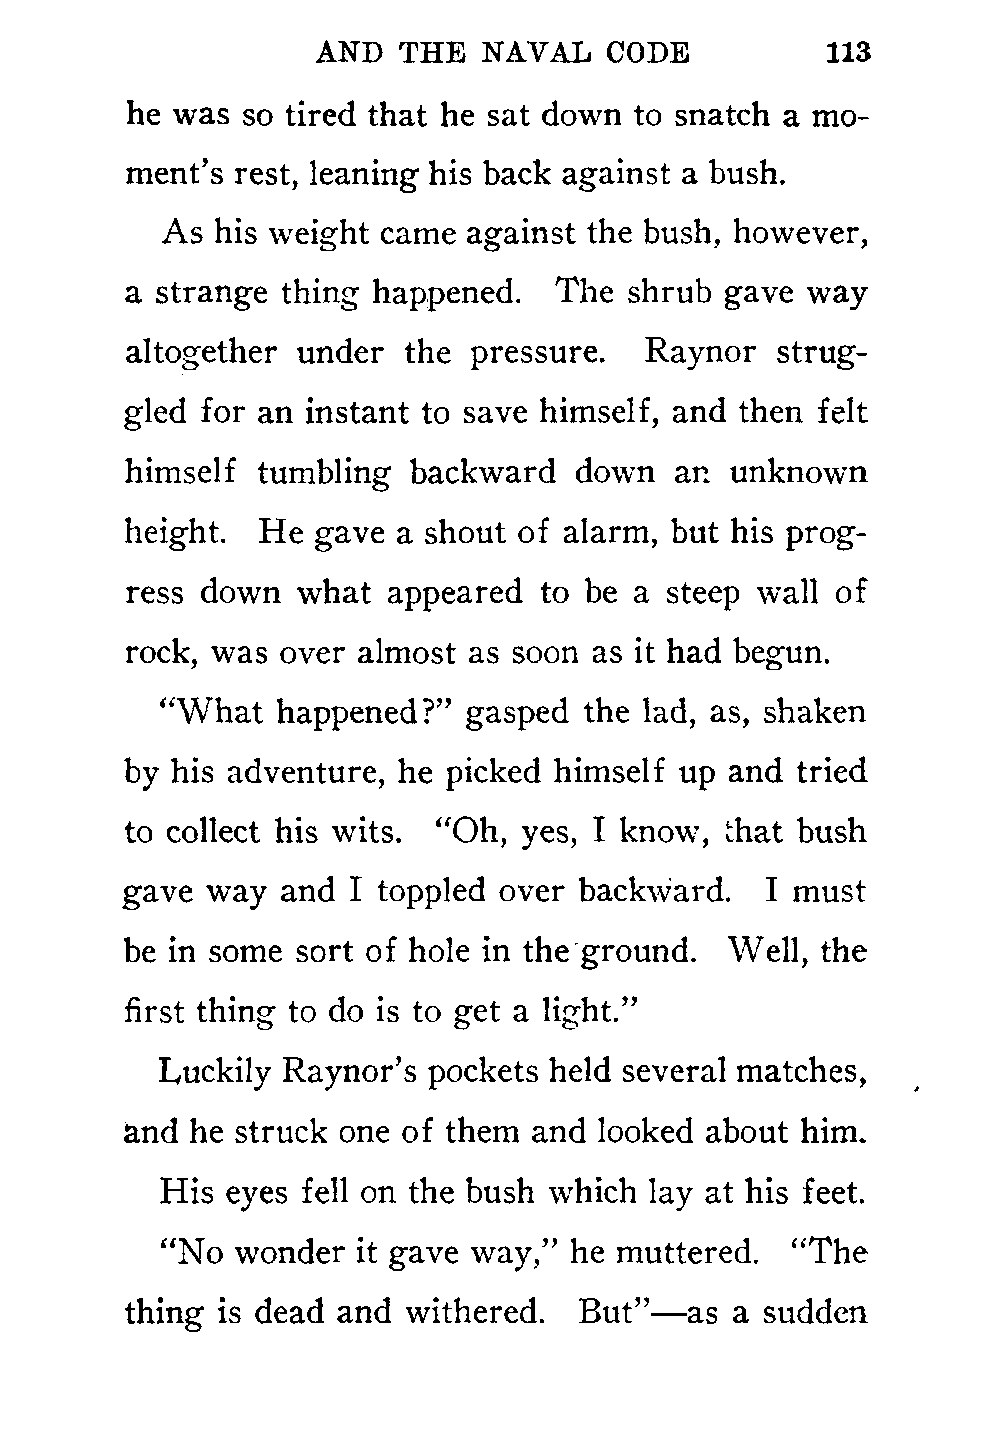 AND THE NAVAL CODE 113
he was so tired that he sat down to snatch a mo-
ment's rest, leaning his back against a bush.
As his weight came against the bush, however,
a strange thing happened. The shrub gave way
altogether under the pressure. Raynor strug-
gled for an instant to save himself, and then felt
himself tumbling backward down an unknown
height. He gave a shout of alarm, but his prog-
ress down what appeared to be a steep wall of
rock, was over almost as soon as it had begun.
“What happened?” gasped the lad, as, shaken
by his adventure, he picked himself up and tried
to collect his wits. “Oh, yes, I know, that bush
gave way and I toppled over backward. I must
be in some sort of hole in the ground. Well, the
first thing to do is to get a light.”
Luckily Raynor's pockets held several matches,
and he struck one of them and looked about him.
His eyes fell on the bush which lay at his feet.
“No wonder it gave way,” he muttered. “The
thing is dead and withered. But”—as a sudden